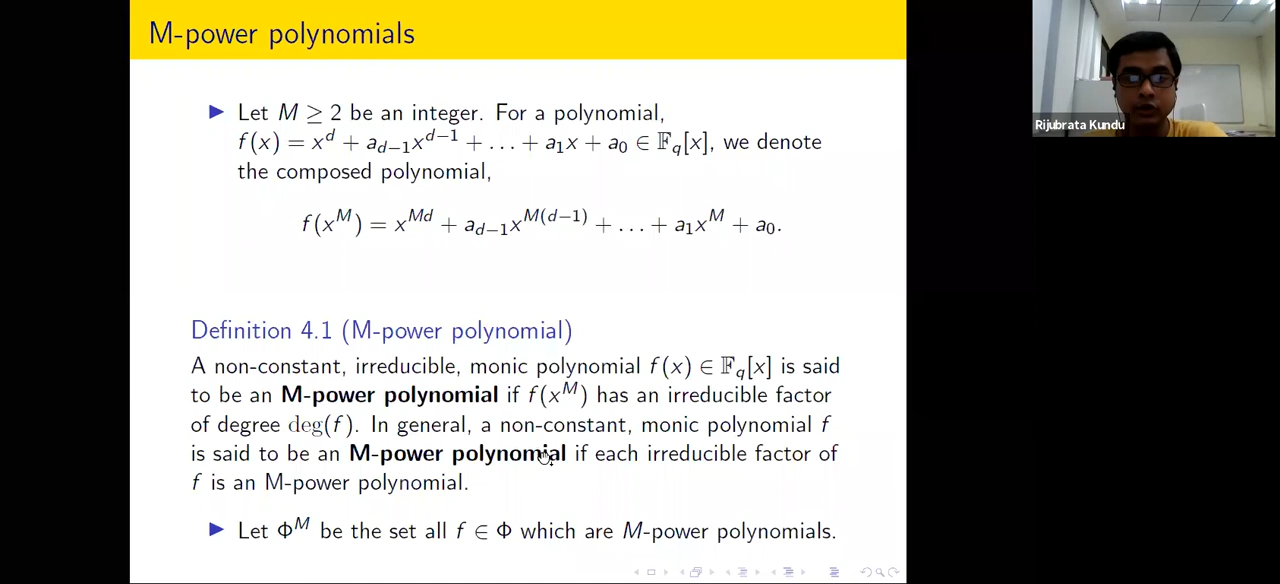 M-power polynomials
Let M ≥ 2 be an integer. For a polynomial,
f(x) = x^d + a_{d−1}x^{d−1} + . . . + a_1x + a_0 ∈ 𝔽_q[x], we denote
the composed polynomial,
f(x^M) = x^{Md} + a_{d−1}x^{M(d−1)} + . . . + a_1x^M + a_0.
Definition 4.1 (M-power polynomial)
A non-constant, irreducible, monic polynomial f(x) ∈ 𝔽_q[x] is said
to be an M-power polynomial if f(x^M) has an irreducible factor
of degree deg(f). In general, a non-constant, monic polynomial f
is said to be an M-power polynomial if each irreducible factor of
f is an M-power polynomial.
Let Φ^M be the set all f ∈ Φ which are M-power polynomials.
Rijubrata Kundu